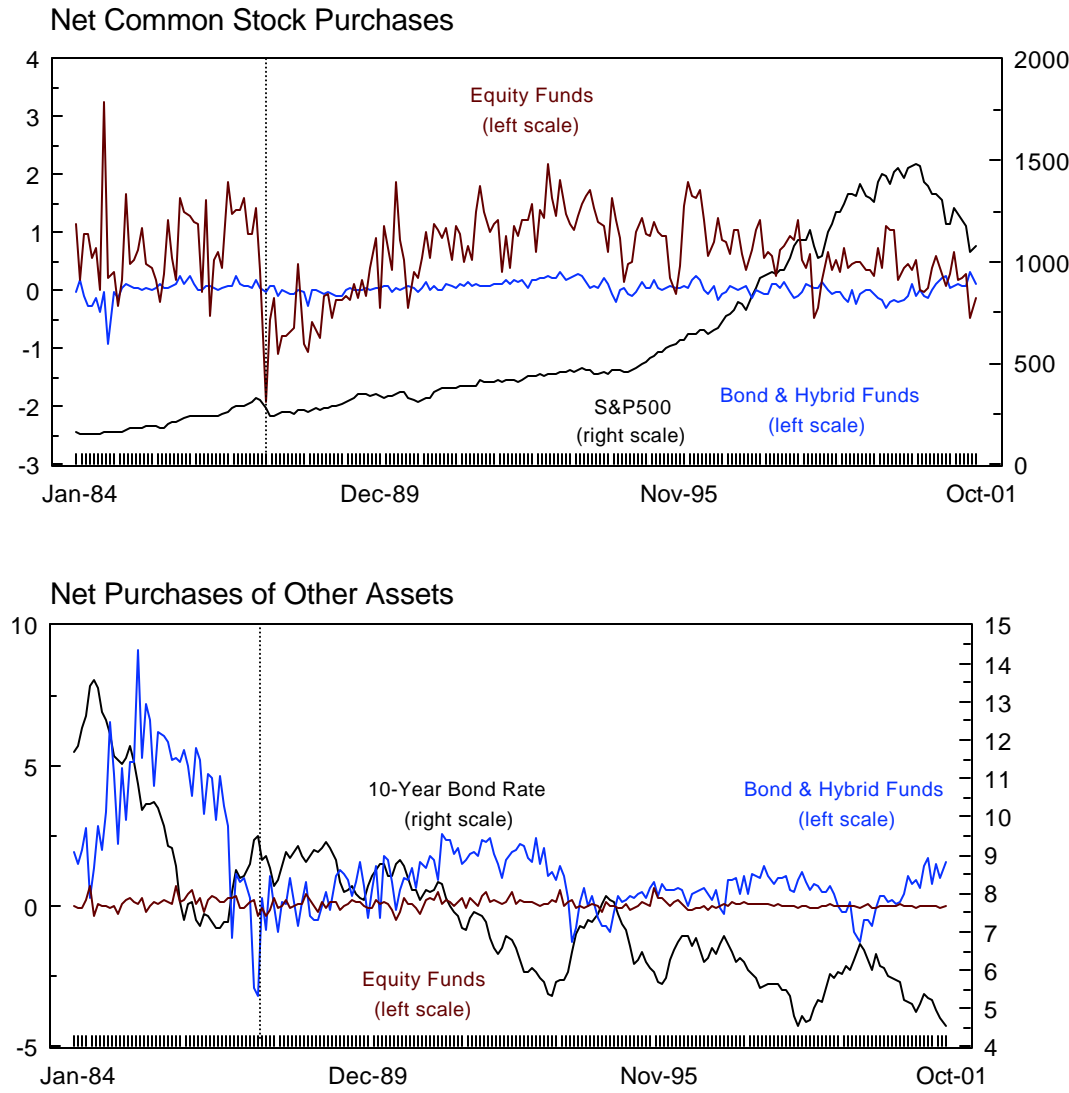 Net Common Stock Purchases
4
2000
3
Equity Funds
(left scale)
2
1500
1
1000
0
-1
500
Bond & Hybrid Funds
(left scale)
S&P500
(right scale)
-2
-3
0
Jan-84
Dec-89
Nov-95
Oct-01
Net Purchases of Other Assets
10
15
14
13
12
5
11
10-Year Bond Rate
(right scale)
Bond & Hybrid Funds
(left scale)
10
9
8
0
7
6
Equity Funds
(left scale)
5
-5
4
Jan-84
Dec-89
Nov-95
Oct-01